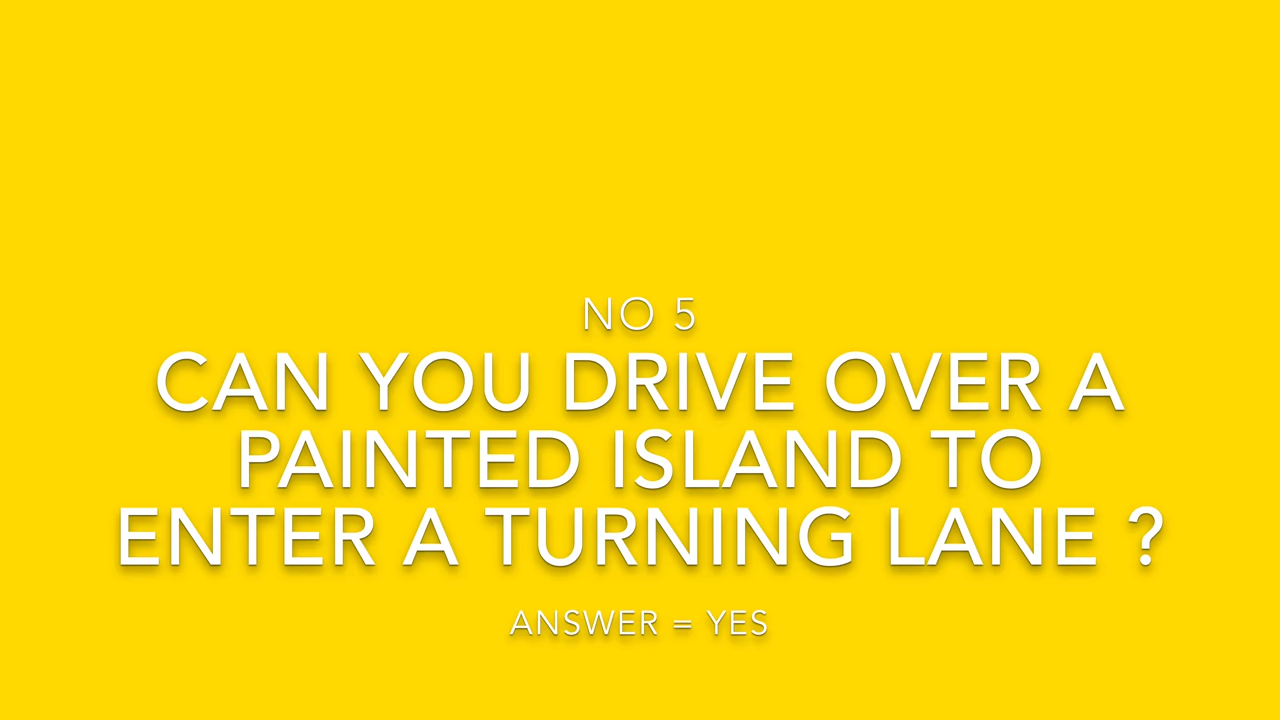 NO 5
CAN YOU DRIVE OVER A
PAINTED ISLAND TO
ENTER A TURNING LANE ?
ANSWER = YES